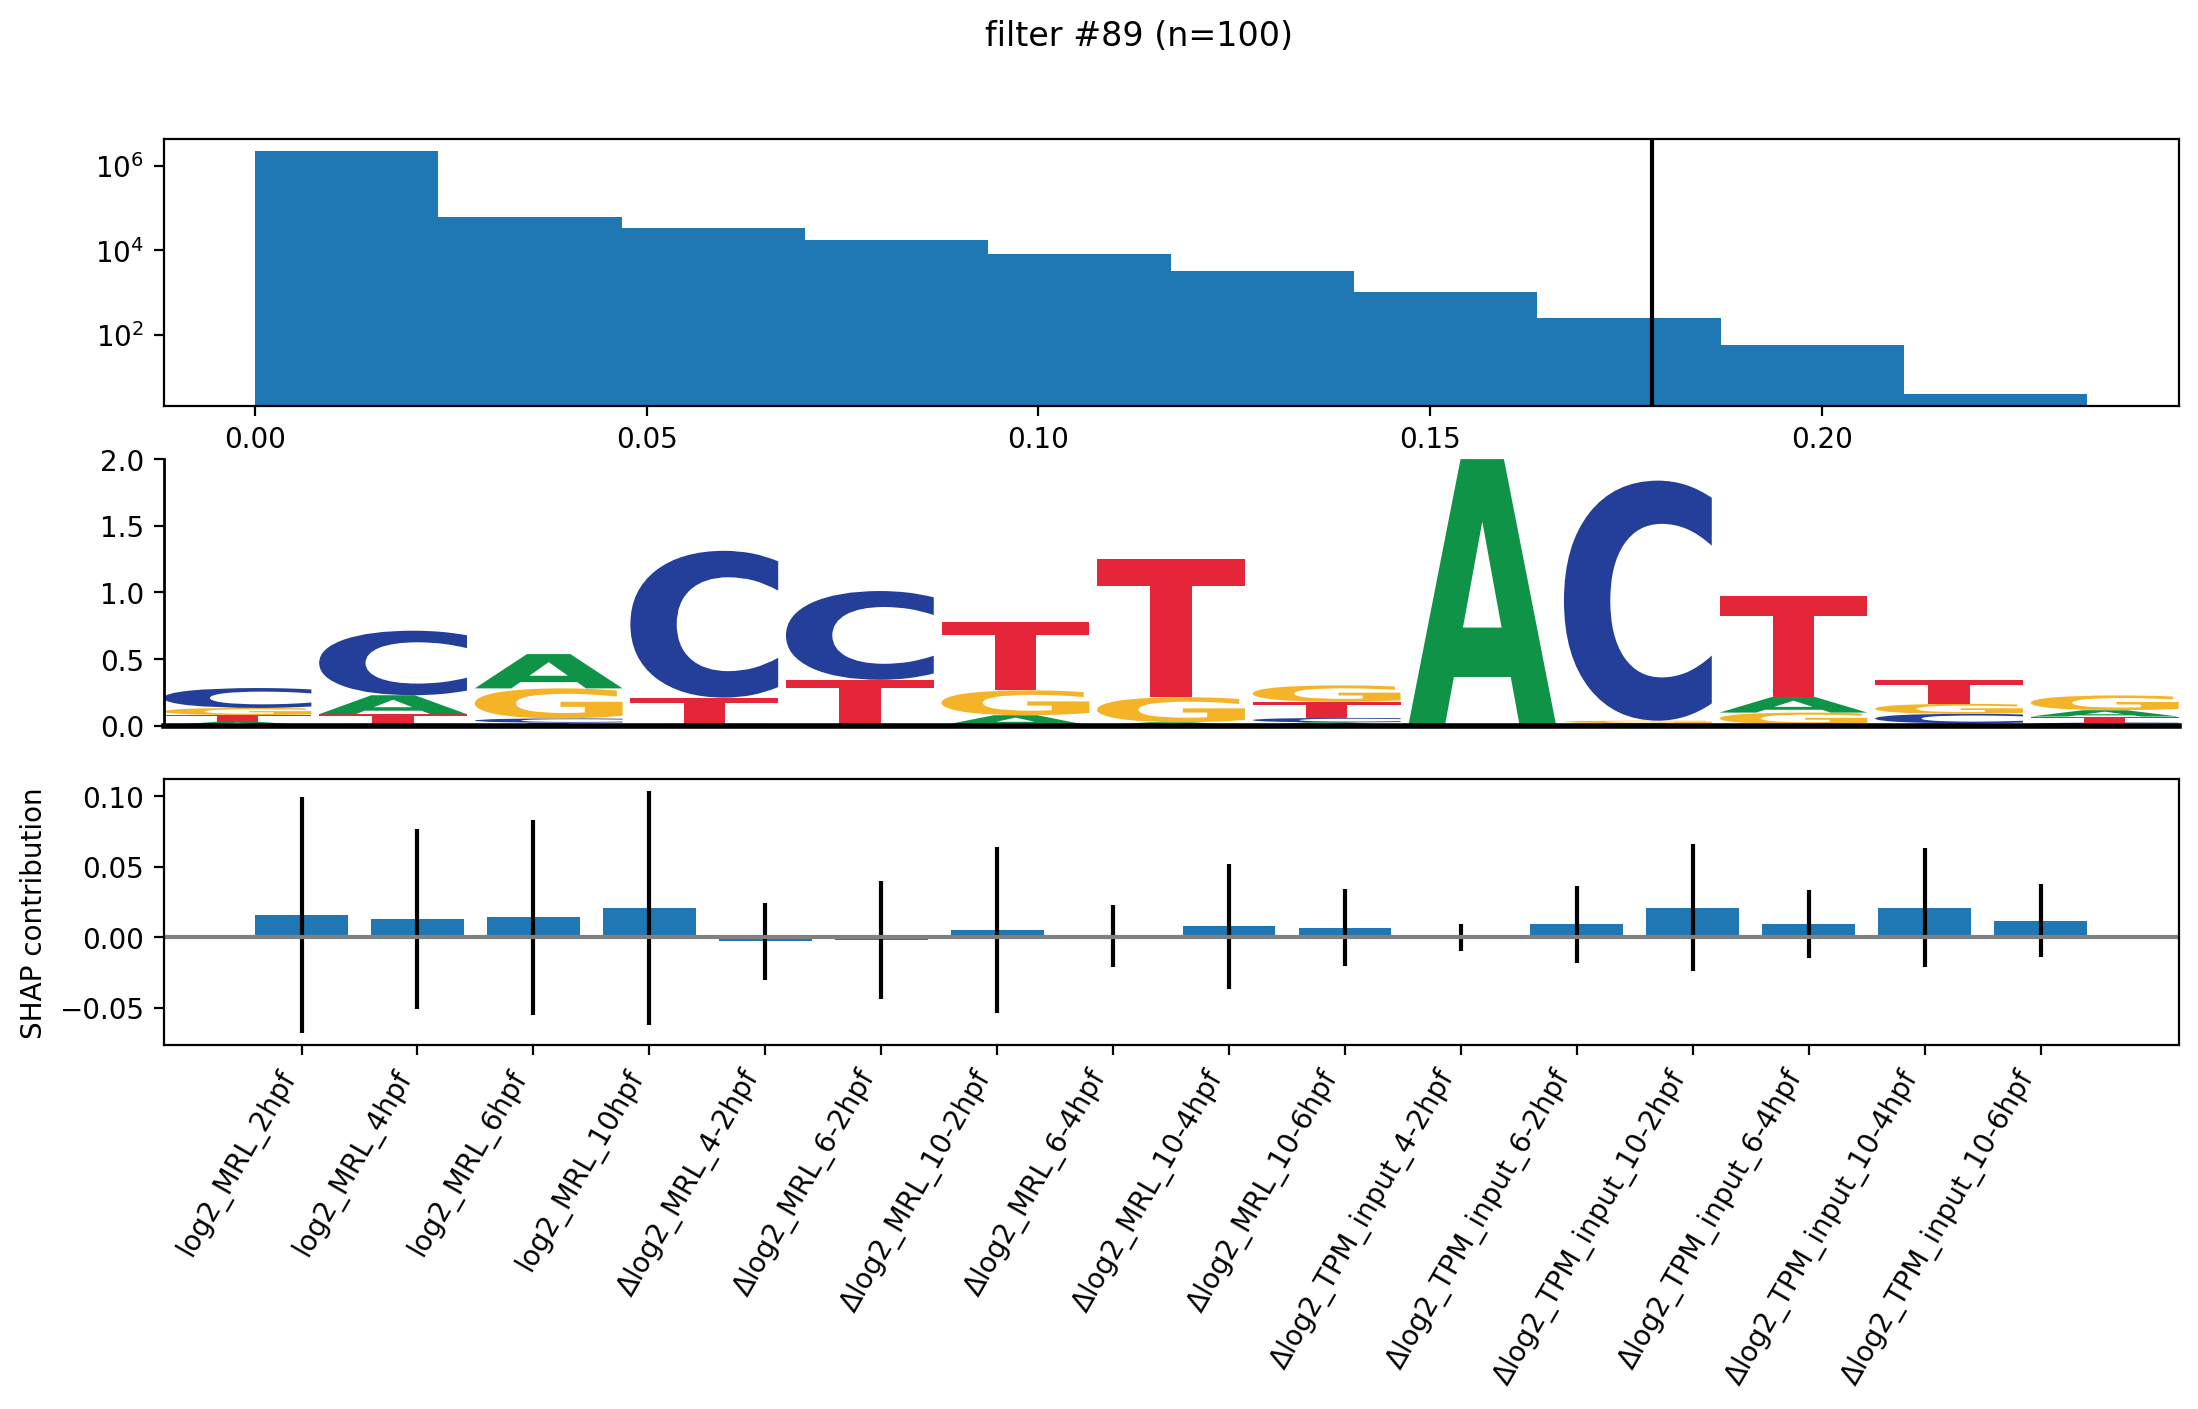 filter #89 (n=100)
10^6
10^4
10^2
0.00 0.05 0.10 0.15 0.20
2.0
1.5
1.0
0.5
0.0
C G T A
C A T
A G C
C T
C T
T G A
T G A
G T C A
A
C G
T A G
T G C
G A T C
SHAP contribution
0.10
0.05
0.00
−0.05
log2_MRL_2hpf
log2_MRL_4hpf
log2_MRL_6hpf
log2_MRL_10hpf
Δlog2_MRL_4-2hpf
Δlog2_MRL_6-2hpf
Δlog2_MRL_10-2hpf
Δlog2_MRL_6-4hpf
Δlog2_MRL_10-4hpf
Δlog2_MRL_10-6hpf
Δlog2_TPM_input_4-2hpf
Δlog2_TPM_input_6-2hpf
Δlog2_TPM_input_10-2hpf
Δlog2_TPM_input_6-4hpf
Δlog2_TPM_input_10-4hpf
Δlog2_TPM_input_10-6hpf